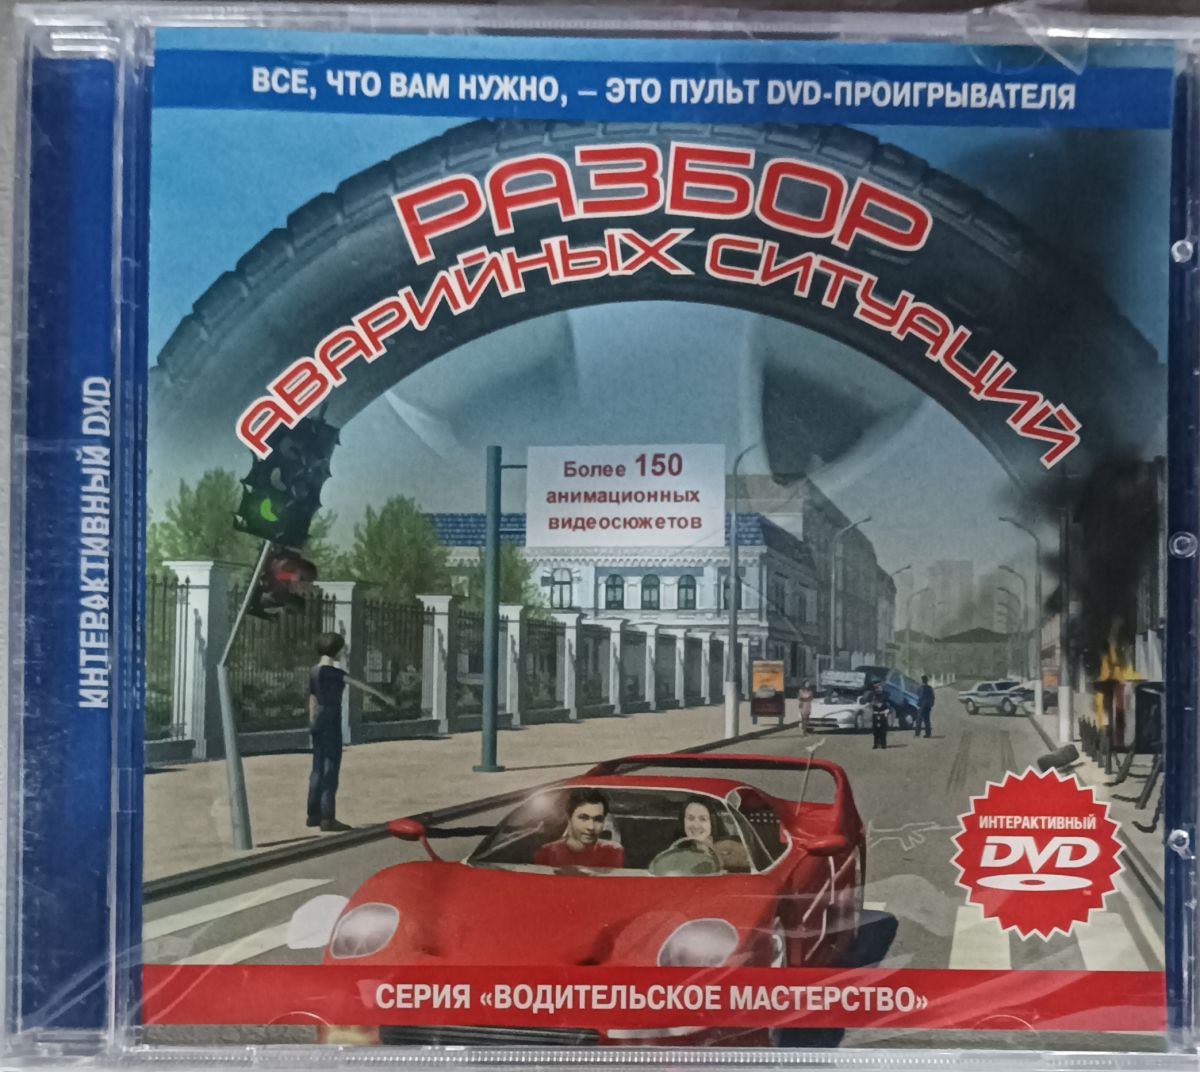 ВСЕ, ЧТО ВАМ НУЖНО, – ЭТО ПУЛЬТ DVD-ПРОИГРЫВАТЕЛЯ
РАЗБОР
АВАРИЙНЫХ СИТУАЦИЙ
Более 150
анимационных
видеосюжетов
ИНТЕРАКТИВНЫЙ DVD
ИНТЕРАКТИВНЫЙ
DVD
СЕРИЯ «ВОДИТЕЛЬСКОЕ МАСТЕРСТВО»